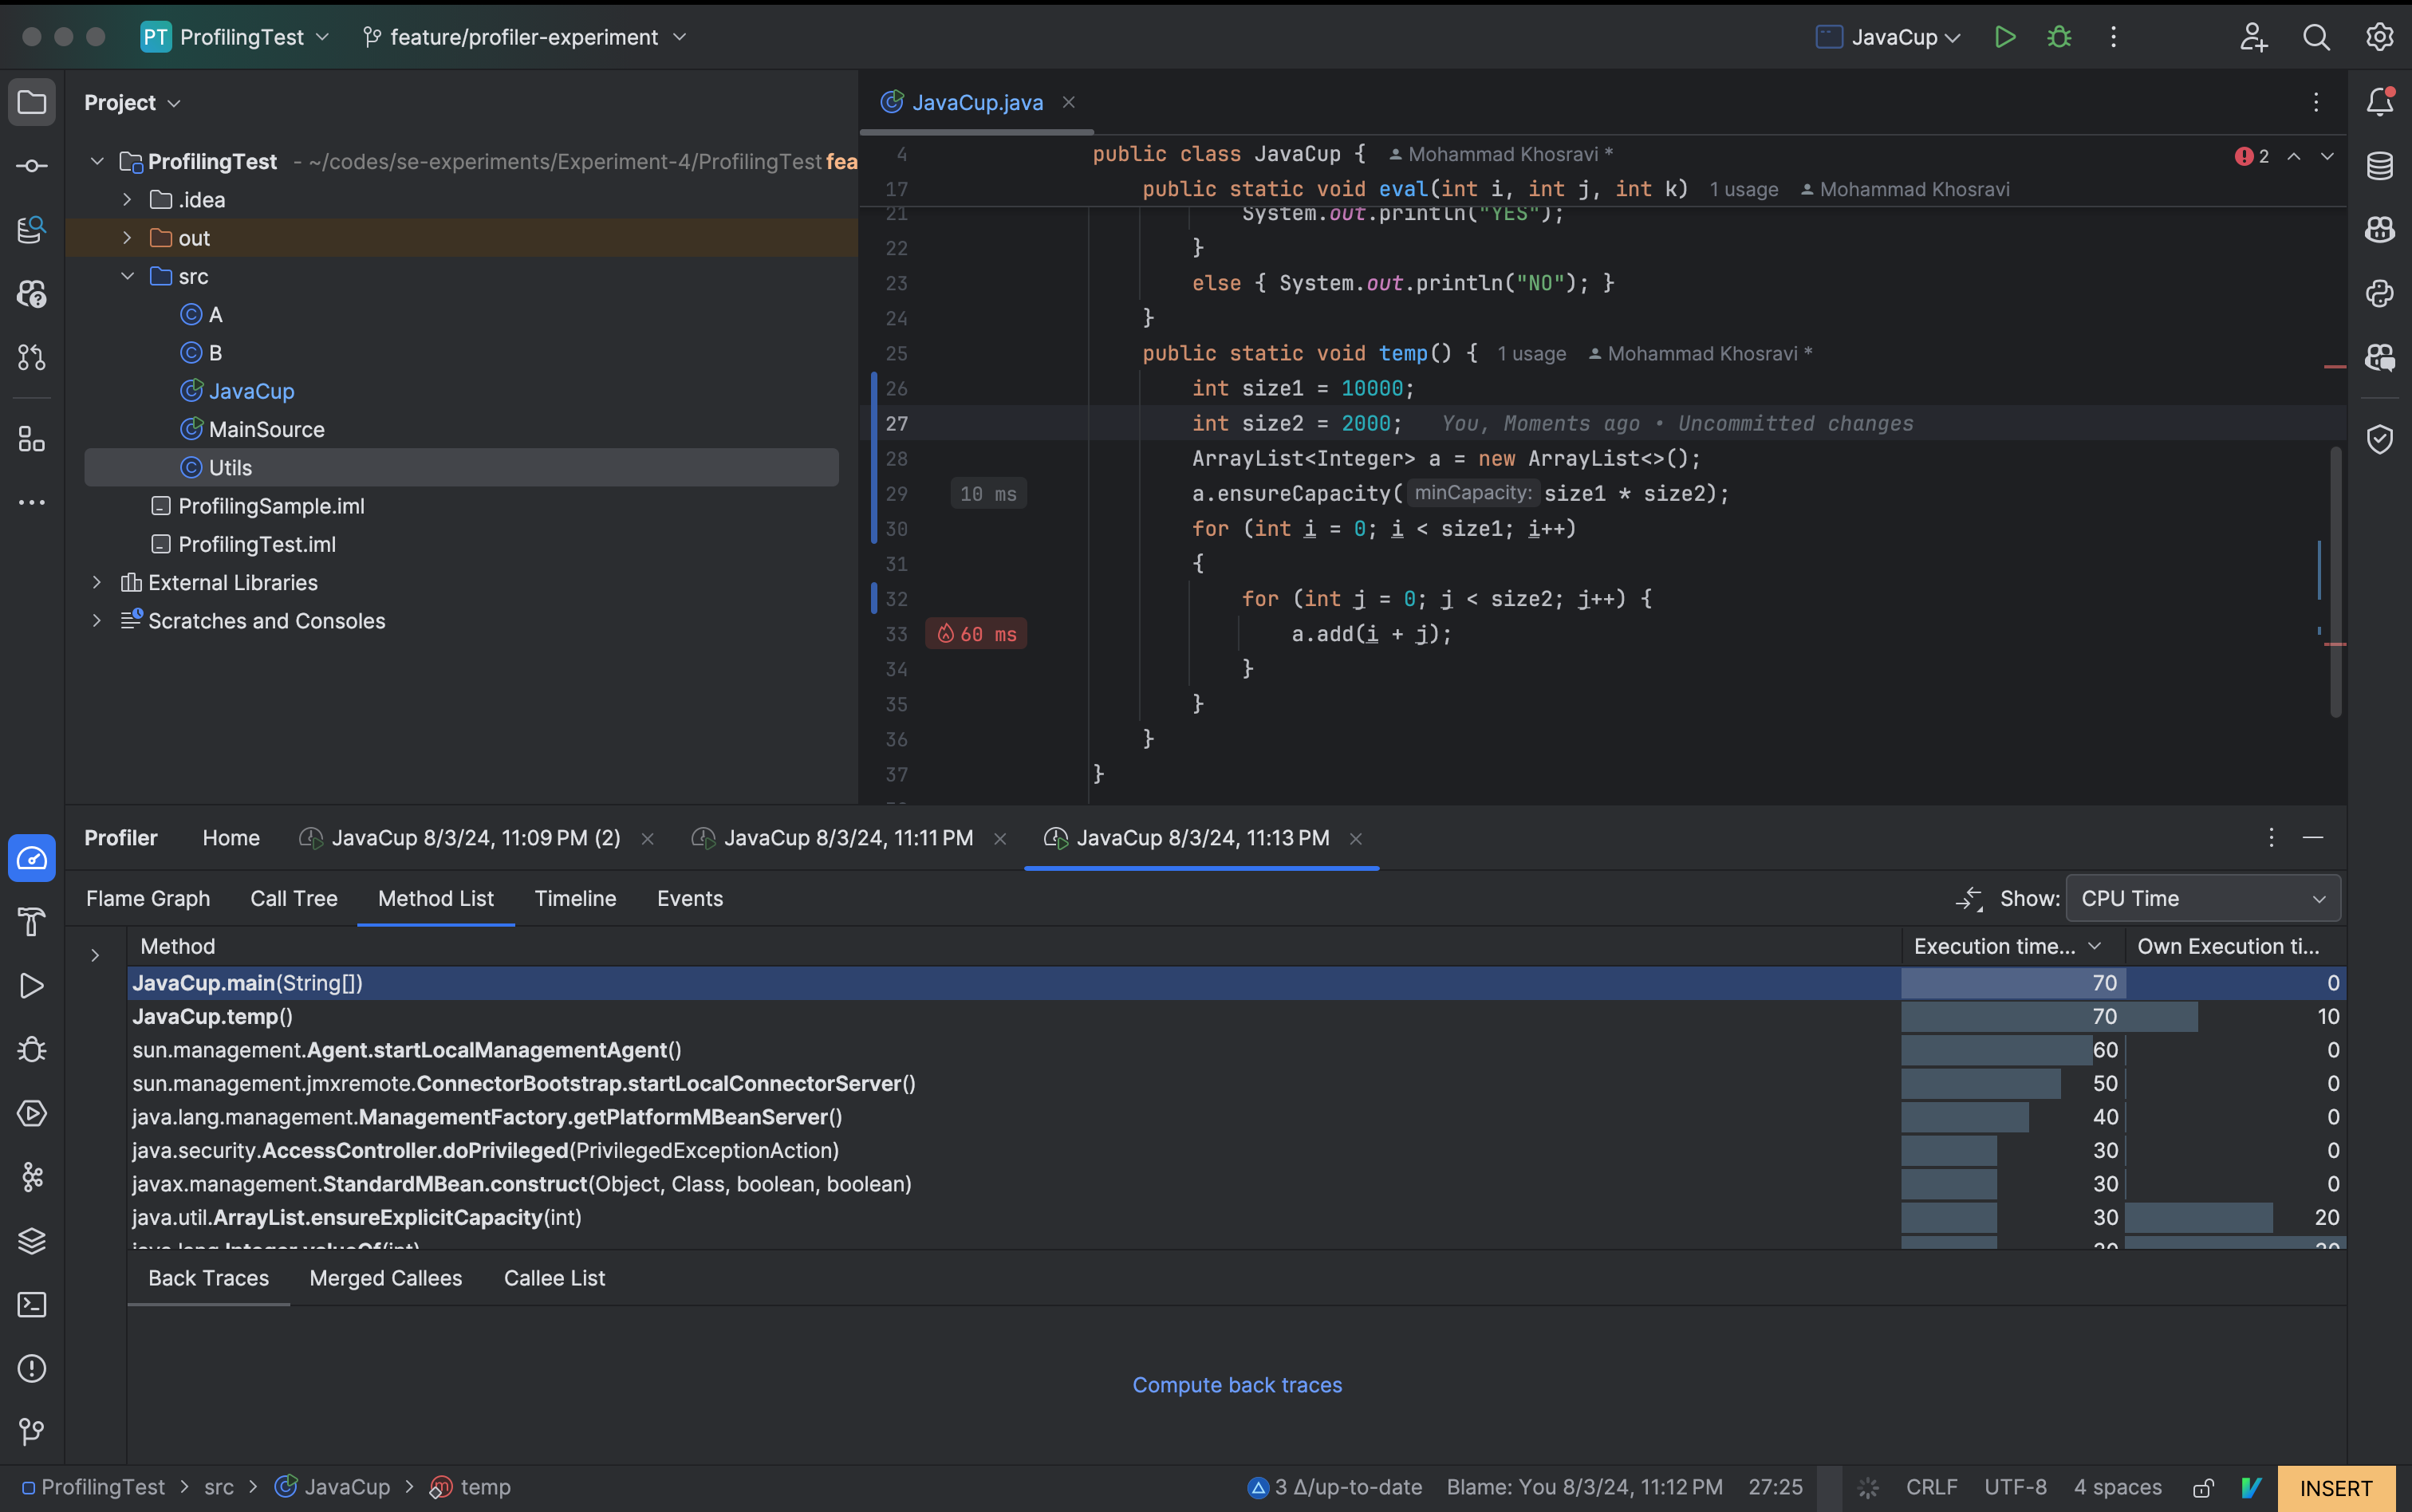 PT ProfilingTest feature/profiler-experiment JavaCup
Project
ProfilingTest - ~/codes/se-experiments/Experiment-4/ProfilingTest fea
.idea
out
src
A
B
JavaCup
MainSource
Utils
ProfilingSample.iml
ProfilingTest.iml
External Libraries
Scratches and Consoles
JavaCup.java
4 public class JavaCup { Mohammad Khosravi * 2
17 public static void eval(int i, int j, int k) 1 usage Mohammad Khosravi
21 System.out.println("YES");
22 }
23 else { System.out.println("NO"); }
24 }
25 public static void temp() { 1 usage Mohammad Khosravi *
26 int size1 = 10000;
27 int size2 = 2000; You, Moments ago • Uncommitted changes
28 ArrayList<Integer> a = new ArrayList<>();
29 10 ms a.ensureCapacity( minCapacity: size1 * size2);
30 for (int i = 0; i < size1; i++)
31 {
32 for (int j = 0; j < size2; j++) {
33 60 ms a.add(i + j);
34 }
35 }
36 }
37 }
Profiler Home JavaCup 8/3/24, 11:09 PM (2) JavaCup 8/3/24, 11:11 PM JavaCup 8/3/24, 11:13 PM
Flame Graph Call Tree Method List Timeline Events Show: CPU Time
Method Execution time... Own Execution ti...
JavaCup.main(String[]) 70 0
JavaCup.temp() 70 10
sun.management.Agent.startLocalManagementAgent() 60 0
sun.management.jmxremote.ConnectorBootstrap.startLocalConnectorServer() 50 0
java.lang.management.ManagementFactory.getPlatformMBeanServer() 40 0
java.security.AccessController.doPrivileged(PrivilegedExceptionAction) 30 0
javax.management.StandardMBean.construct(Object, Class, boolean, boolean) 30 0
java.util.ArrayList.ensureExplicitCapacity(int) 30 20
java.lang.Integer.valueOf(int) 30 30
Back Traces Merged Callees Callee List
Compute back traces
ProfilingTest > src > JavaCup > temp 3 Δ/up-to-date Blame: You 8/3/24, 11:12 PM 27:25 CRLF UTF-8 4 spaces INSERT